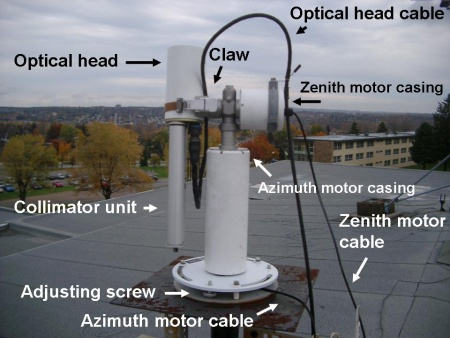 Optical head cable
Optical head
Claw
Zenith motor casing
Azimuth motor casing
Collimator unit
Zenith motor
cable
Adjusting screw
Azimuth motor cable